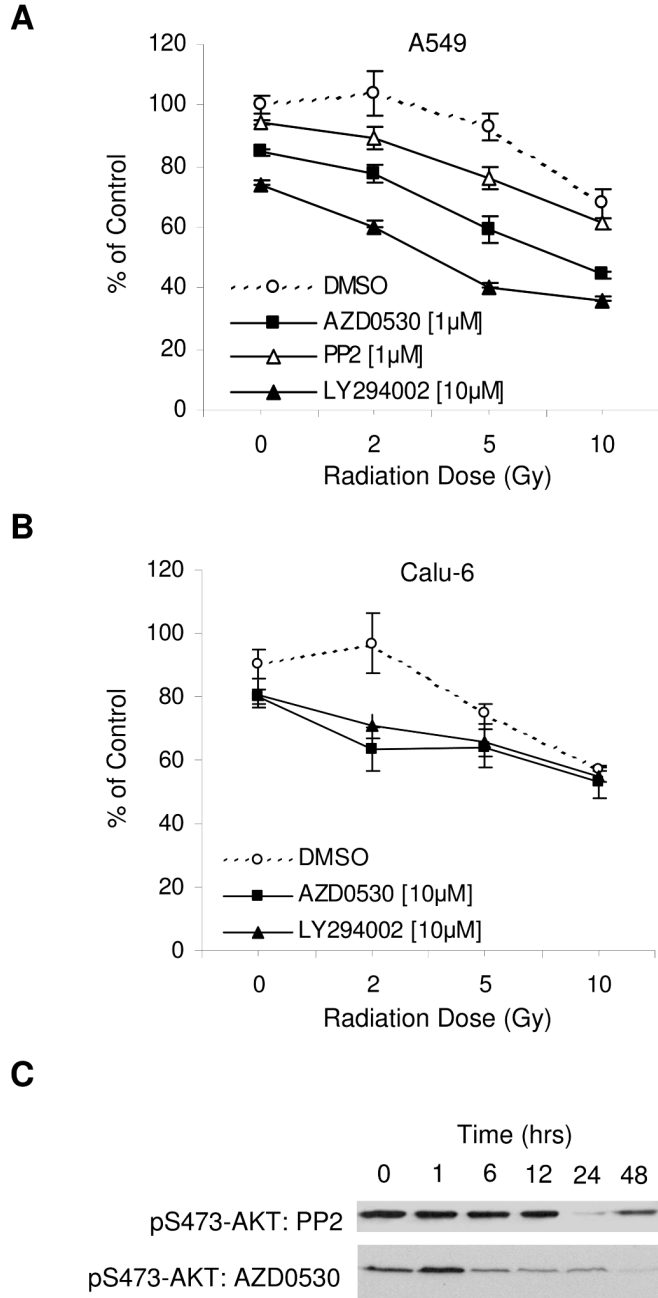 A
A549
120
100
80
60
40
20
0
% of Control
DMSO
AZD0530 [1µM]
PP2 [1µM]
LY294002 [10µM]
0 2 5 10
Radiation Dose (Gy)
B
Calu-6
120
100
80
60
40
20
0
% of Control
DMSO
AZD0530 [10µM]
LY294002 [10µM]
0 2 5 10
Radiation Dose (Gy)
C
Time (hrs)
0 1 6 12 24 48
pS473-AKT: PP2
pS473-AKT: AZD0530